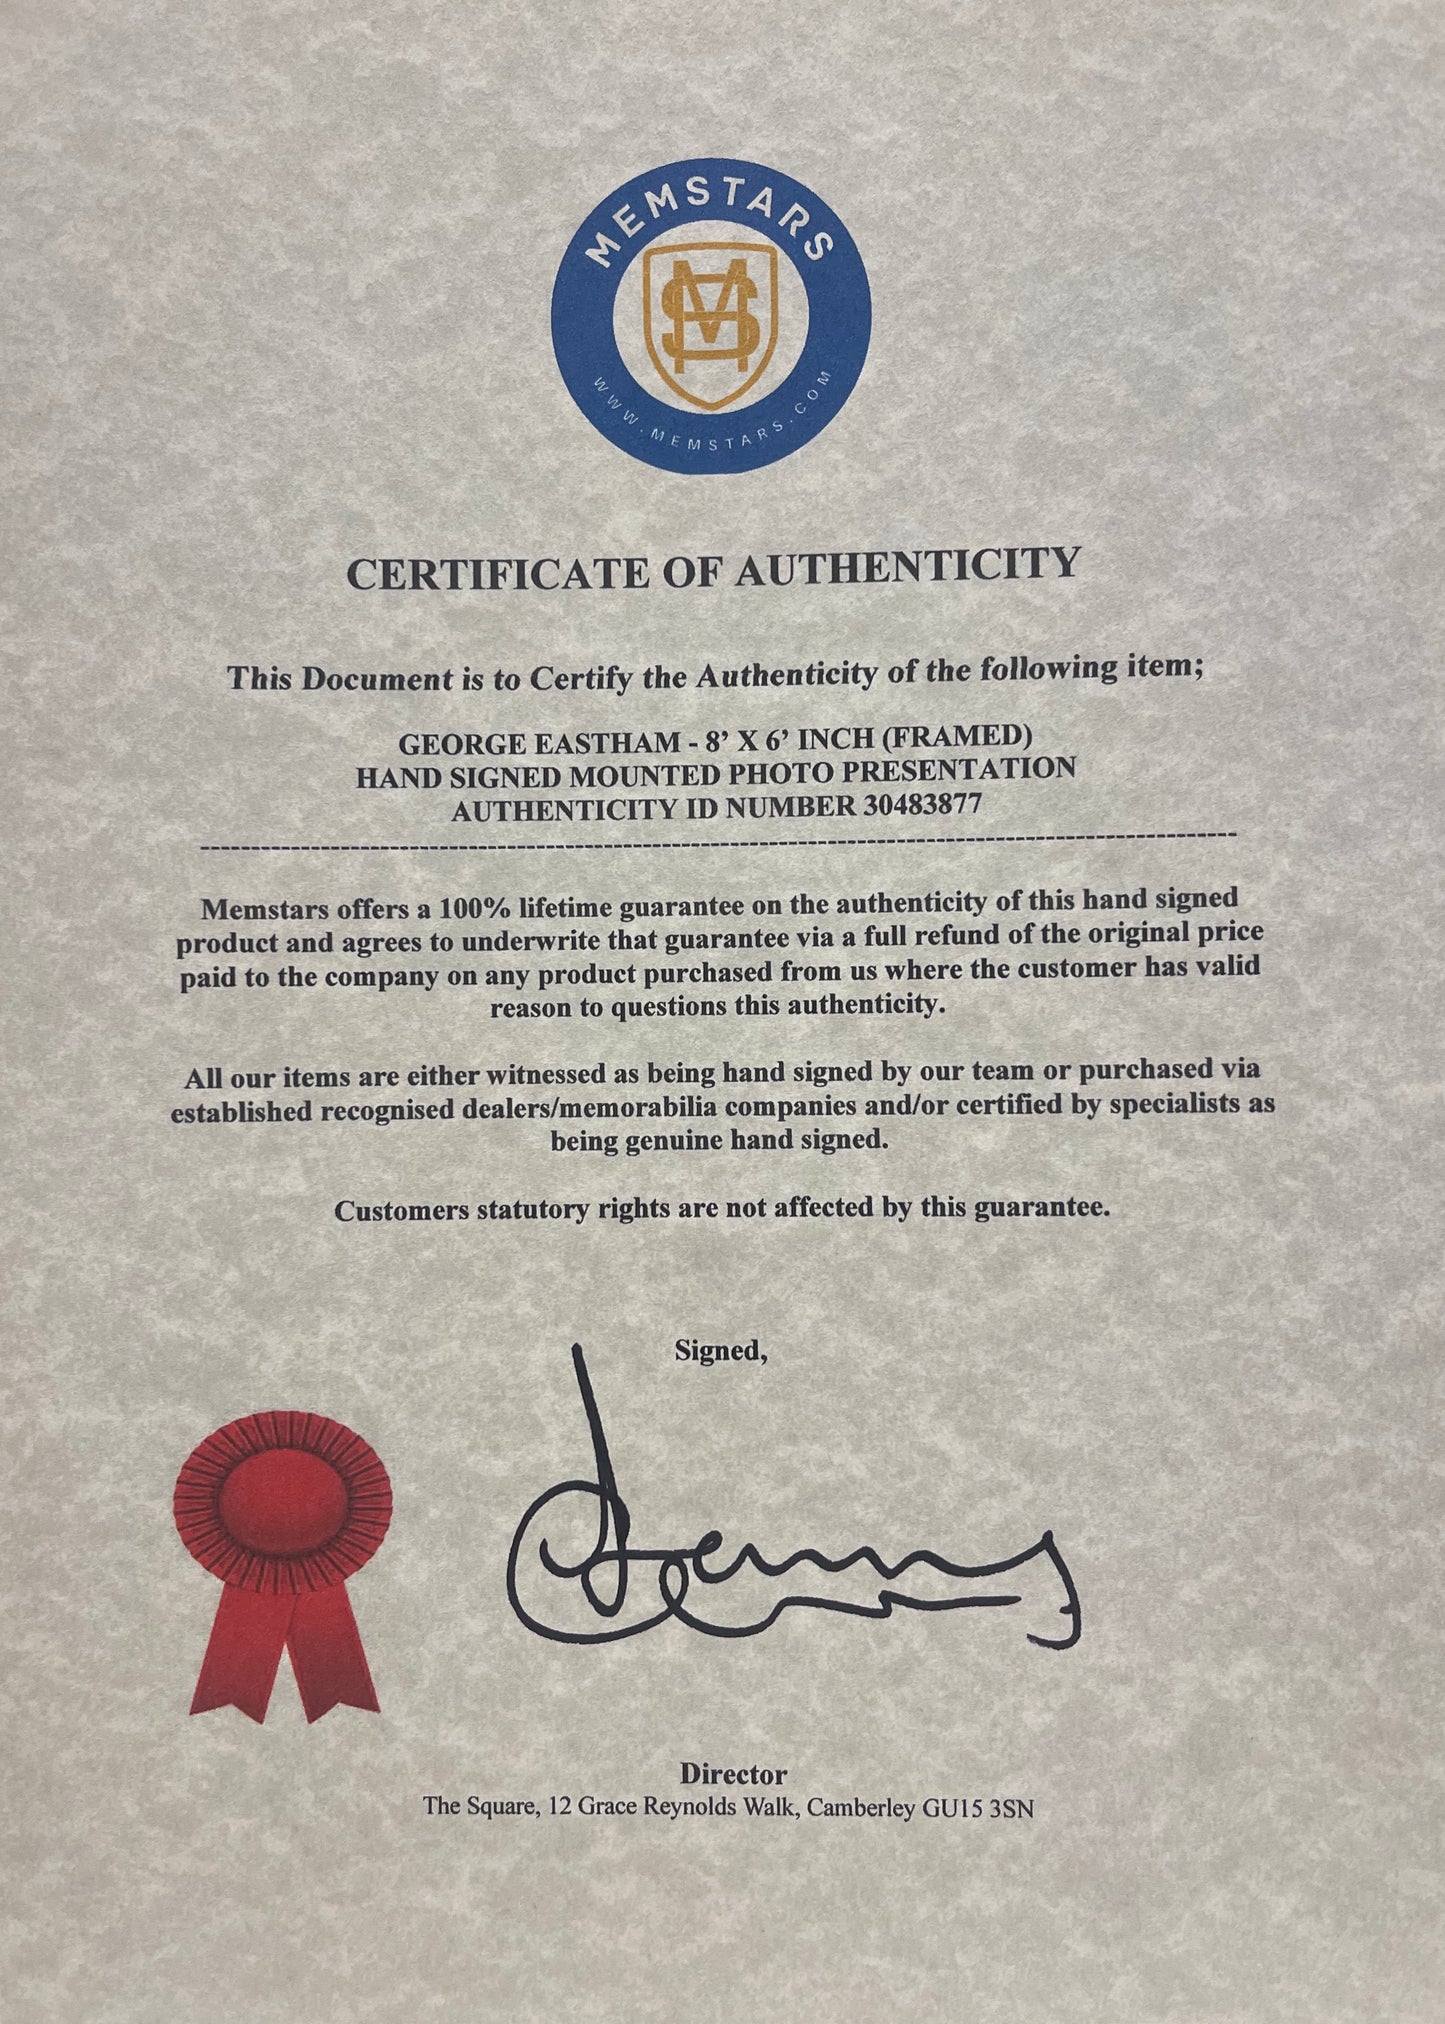 MEMSTARS
WWW.MEMSTARS.COM
CERTIFICATE OF AUTHENTICITY
This Document is to Certify the Authenticity of the following item;
GEORGE EASTHAM - 8’ X 6’ INCH (FRAMED)
HAND SIGNED MOUNTED PHOTO PRESENTATION
AUTHENTICITY ID NUMBER 30483877
Memstars offers a 100% lifetime guarantee on the authenticity of this hand signed
product and agrees to underwrite that guarantee via a full refund of the original price
paid to the company on any product purchased from us where the customer has valid
reason to questions this authenticity.
All our items are either witnessed as being hand signed by our team or purchased via
established recognised dealers/memorabilia companies and/or certified by specialists as
being genuine hand signed.
Customers statutory rights are not affected by this guarantee.
Signed,
Director
The Square, 12 Grace Reynolds Walk, Camberley GU15 3SN